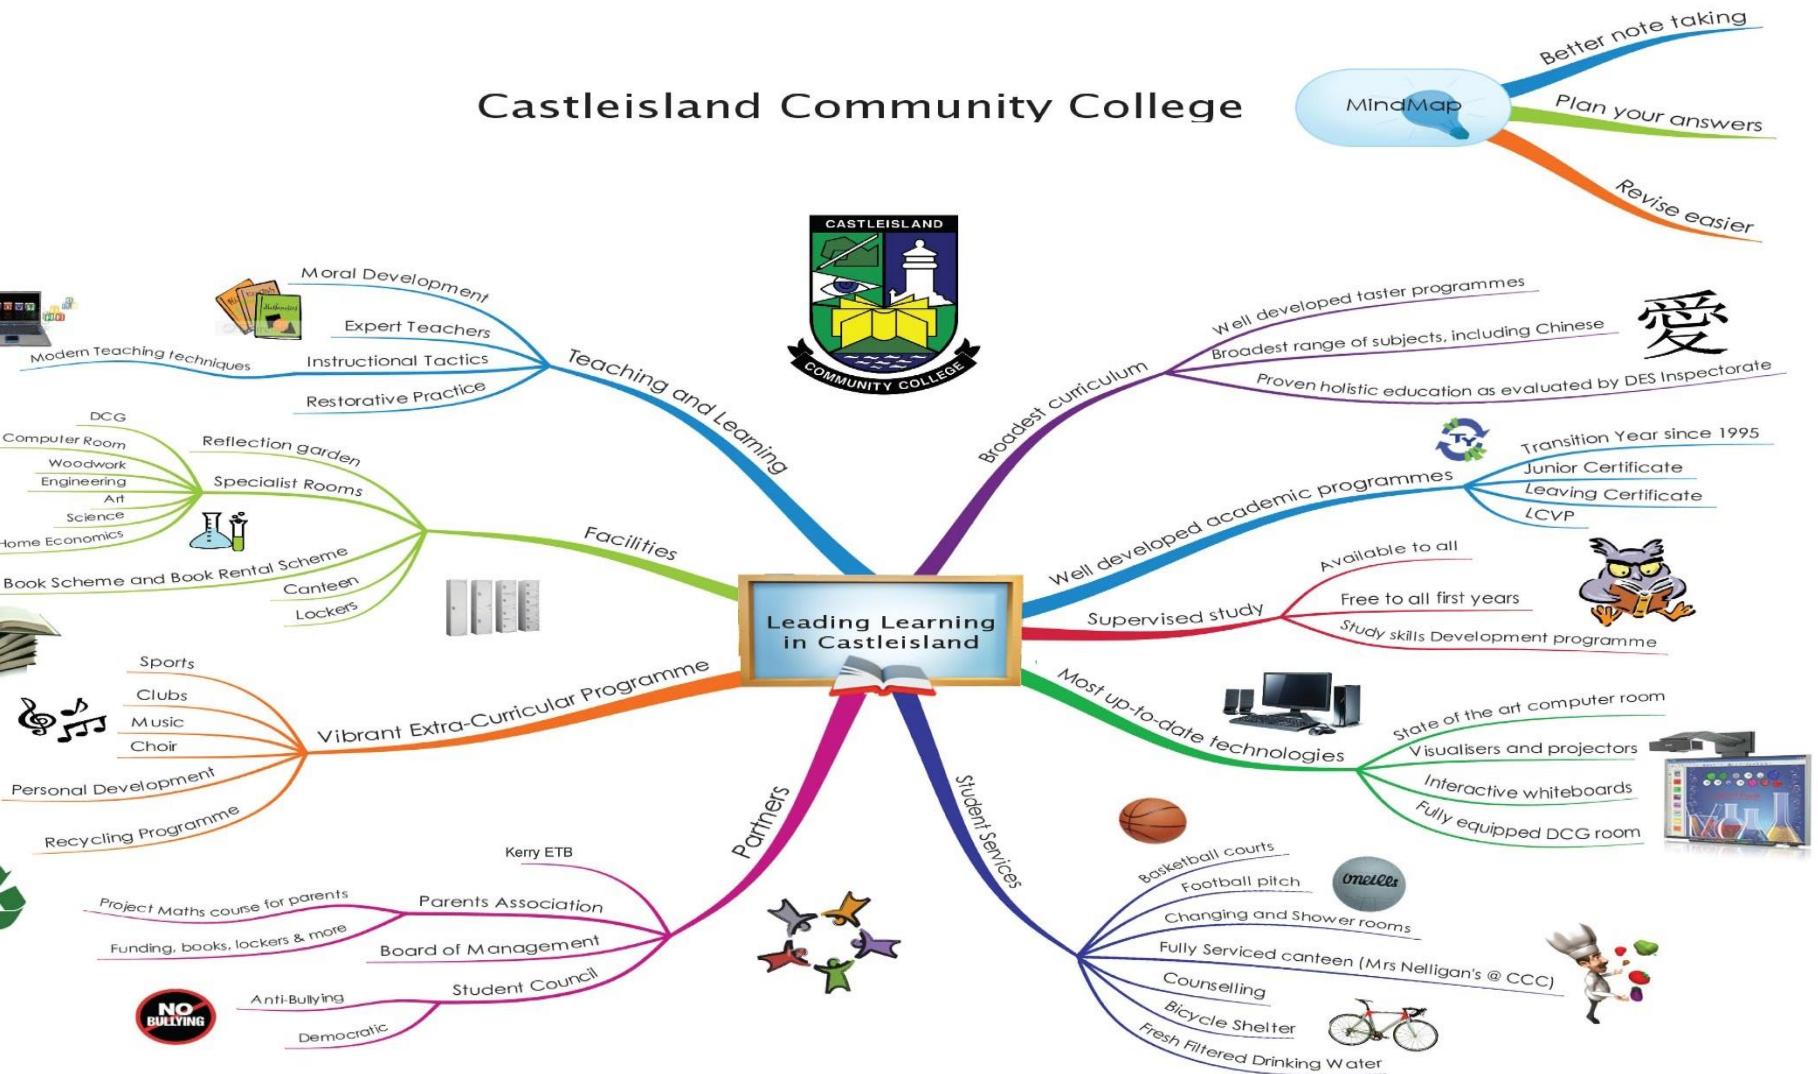 Castleisland Community College
MindMap
Better note taking
Plan your answers
Revise easier
CASTLEISLAND
COMMUNITY COLLEGE
Leading Learning
in Castleisland
Teaching and Learning
Moral Development
Expert Teachers
Instructional Tactics
Modern Teaching techniques
Restorative Practice
Mathematics
Facilities
Reflection garden
Specialist Rooms
DCG
Computer Room
Woodwork
Engineering
Art
Science
Home Economics
Book Scheme and Book Rental Scheme
Canteen
Lockers
Vibrant Extra-Curricular Programme
Sports
Clubs
Music
Choir
Personal Development
Recycling Programme
Partners
Kerry ETB
Parents Association
Project Maths course for parents
Funding, books, lockers & more
Board of Management
Student Council
Anti-Bullying
Democratic
NO
BULLYING
Broadest curriculum
Well developed taster programmes
Broadest range of subjects, including Chinese
Proven holistic education as evaluated by DES Inspectorate
愛
Well developed academic programmes
TY
Transition Year since 1995
Junior Certificate
Leaving Certificate
LCVP
Supervised study
Available to all
Free to all first years
Study skills Development programme
Most up-to-date technologies
State of the art computer room
Visualisers and projectors
Interactive whiteboards
Fully equipped DCG room
Student Services
Basketball courts
Football pitch
Changing and Shower rooms
Fully Serviced canteen (Mrs Nelligan's @ CCC)
Counselling
Bicycle Shelter
Fresh Filtered Drinking Water
oneills